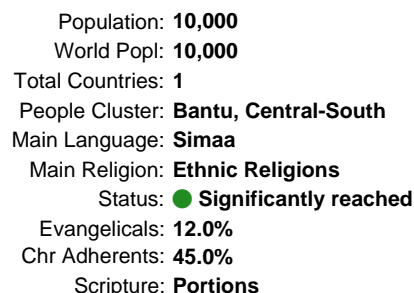 Population: 10,000
World Popl: 10,000
Total Countries: 1
People Cluster: Bantu, Central-South
Main Language: Simaa
Main Religion: Ethnic Religions
Status: Significantly reached
Evangelicals: 12.0%
Chr Adherents: 45.0%
Scripture: Portions